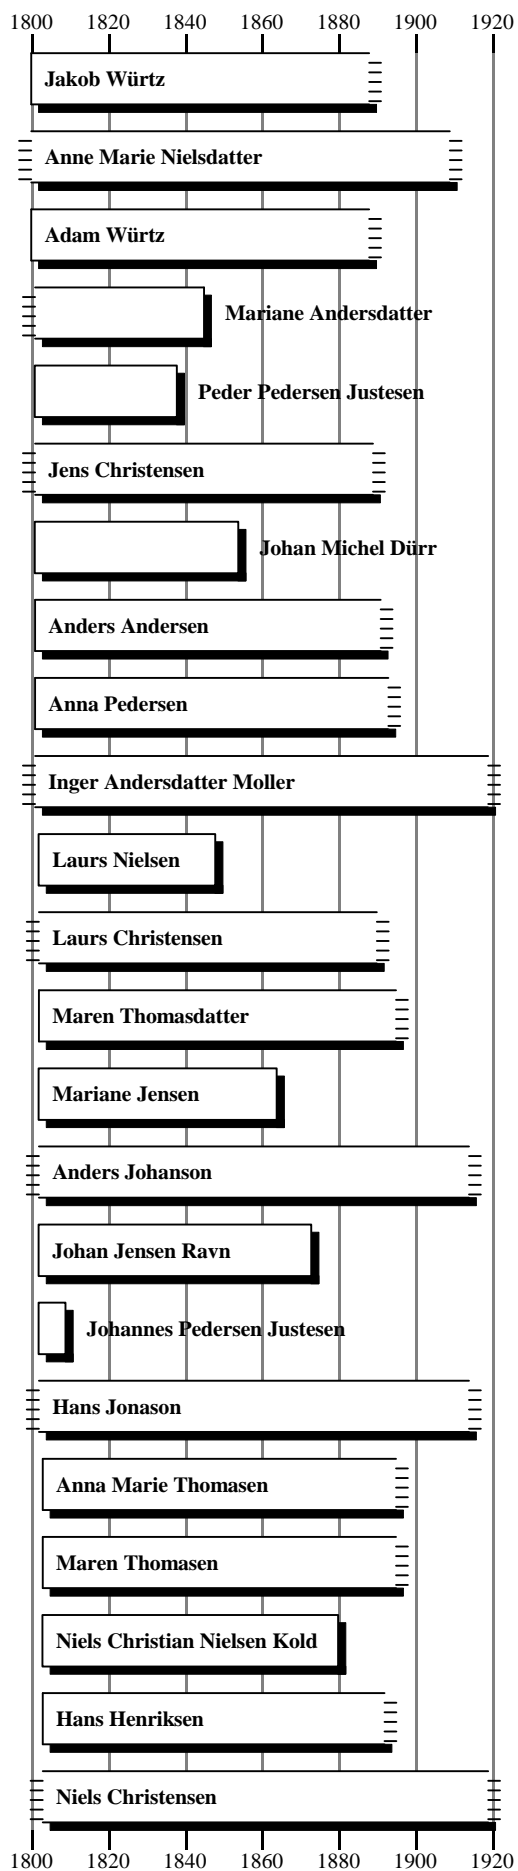 1800 1820 1840 1860 1880 1900 1920
Jakob Würtz
Anne Marie Nielsdatter
Adam Würtz
Mariane Andersdatter
Peder Pedersen Justesen
Jens Christensen
Johan Michel Dürr
Anders Andersen
Anna Pedersen
Inger Andersdatter Moller
Laurs Nielsen
Laurs Christensen
Maren Thomasdatter
Mariane Jensen
Anders Johanson
Johan Jensen Ravn
Johannes Pedersen Justesen
Hans Jonason
Anna Marie Thomasen
Maren Thomasen
Niels Christian Nielsen Kold
Hans Henriksen
Niels Christensen
1800 1820 1840 1860 1880 1900 1920